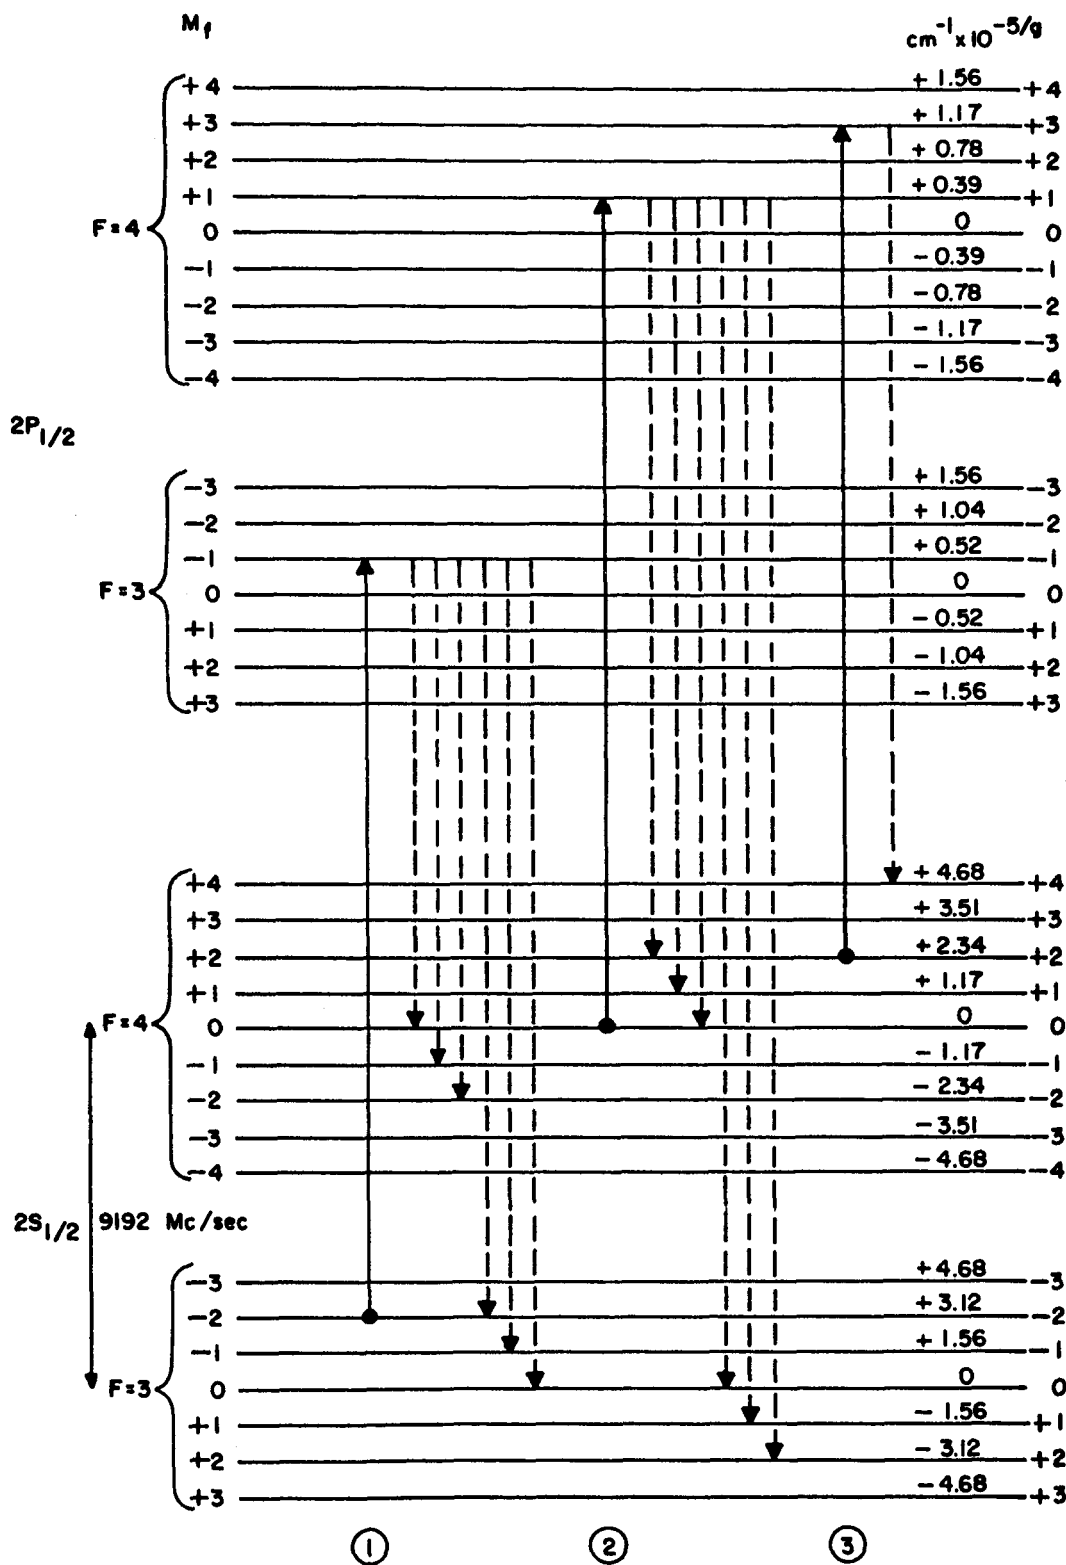 M_f cm⁻¹x10⁻⁵/g
+4 +1.56 +4
+3 +1.17 +3
+2 +0.78 +2
+1 +0.39 +1
F=4 0 0 0
-1 -0.39 -1
-2 -0.78 -2
-3 -1.17 -3
-4 -1.56 -4
2P1/2
-3 +1.56 -3
-2 +1.04 -2
-1 +0.52 -1
F=3 0 0 0
+1 -0.52 +1
+2 -1.04 +2
+3 -1.56 +3
+4 +4.68 +4
+3 +3.51 +3
+2 +2.34 +2
+1 +1.17 +1
F=4 0 0 0
-1 -1.17 -1
-2 -2.34 -2
-3 -3.51 -3
-4 -4.68 -4
2S1/2 9192 Mc/sec
-3 +4.68 -3
-2 +3.12 -2
-1 +1.56 -1
F=3 0 0 0
+1 -1.56 +1
+2 -3.12 +2
+3 -4.68 +3
① ② ③